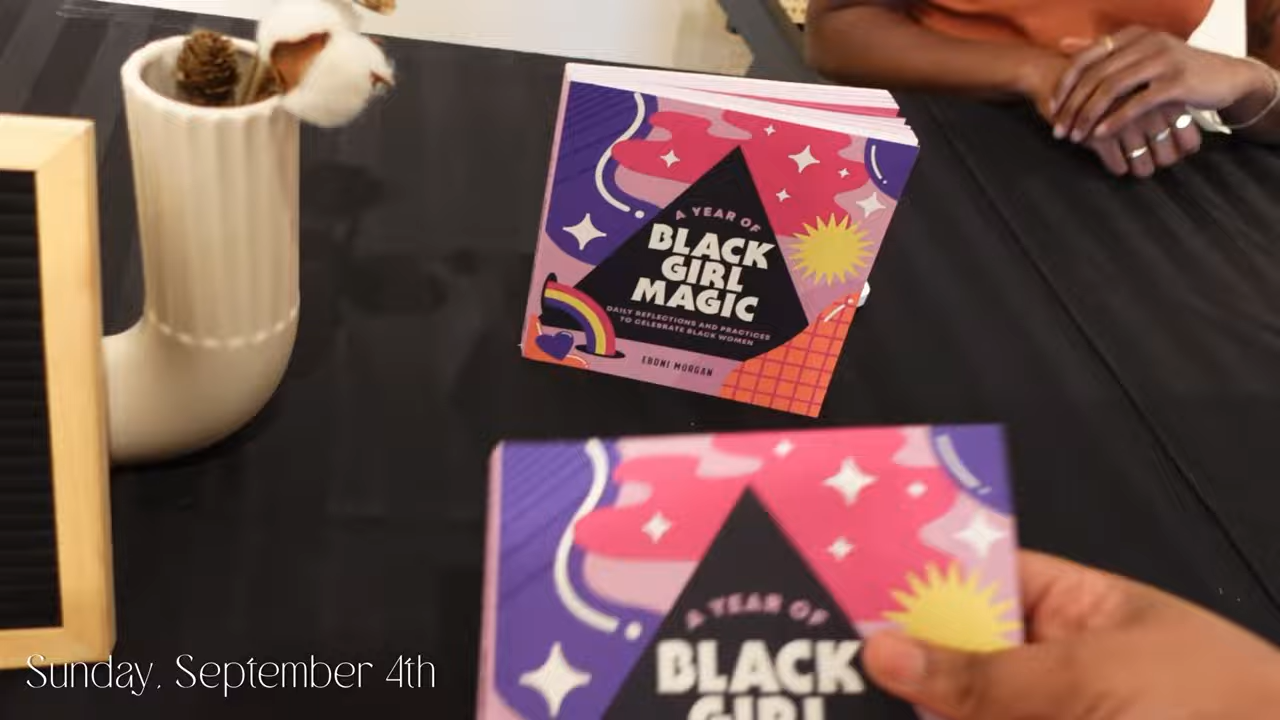 A YEAR OF
BLACK
GIRL
MAGIC
DAILY REFLECTIONS AND PRACTICES
TO CELEBRATE BLACK WOMEN
EBONI MORGAN
A YEAR OF
BLACK
GIRL
Sunday, September 4th